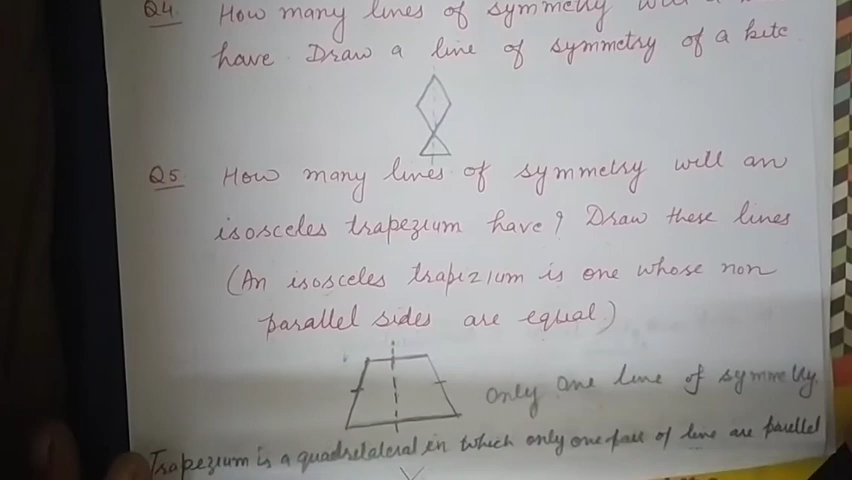 Q4. How many lines of symmetry will a
have. Draw a line of symmetry of a kite
Q5 How many lines of symmetry will an
isosceles trapezium have? Draw these lines
(An isosceles trapizium is one whose non
parallel sides are equal.)
only one line of symmetry.
Trapezium is a quadrilateral in which only one pair of line are parallel